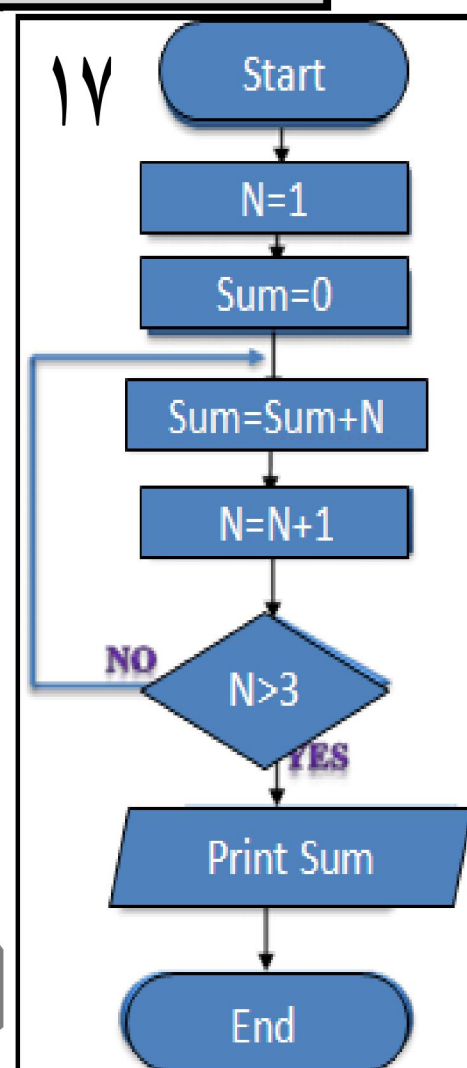 ١٧
Start
N=1
Sum=0
Sum=Sum+N
N=N+1
NO
N>3
YES
Print Sum
End